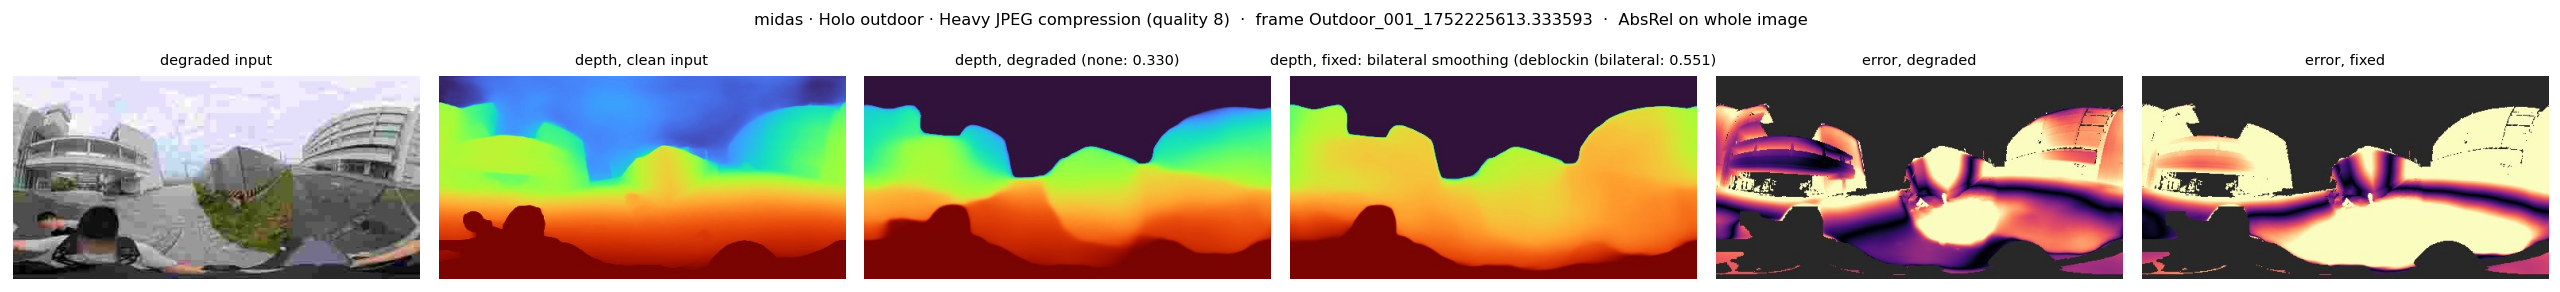 midas · Holo outdoor · Heavy JPEG compression (quality 8)  ·  frame Outdoor_001_1752225613.333593  ·  AbsRel on whole image
degraded input
depth, clean input
depth, degraded (none: 0.330)
depth, fixed: bilateral smoothing (deblockin (bilateral: 0.551)
error, degraded
error, fixed